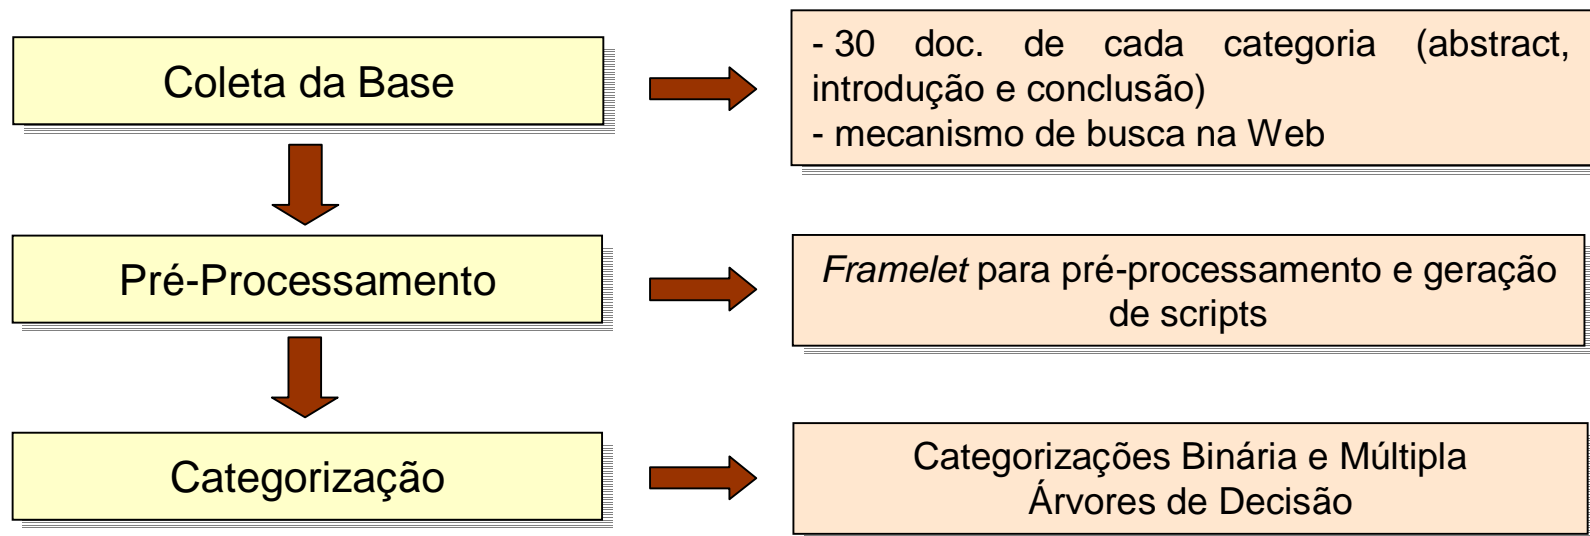 Coleta da Base
- 30 doc. de cada categoria (abstract,
introdução e conclusão)
- mecanismo de busca na Web
Pré-Processamento
Framelet para pré-processamento e geração
de scripts
Categorização
Categorizações Binária e Múltipla
Árvores de Decisão